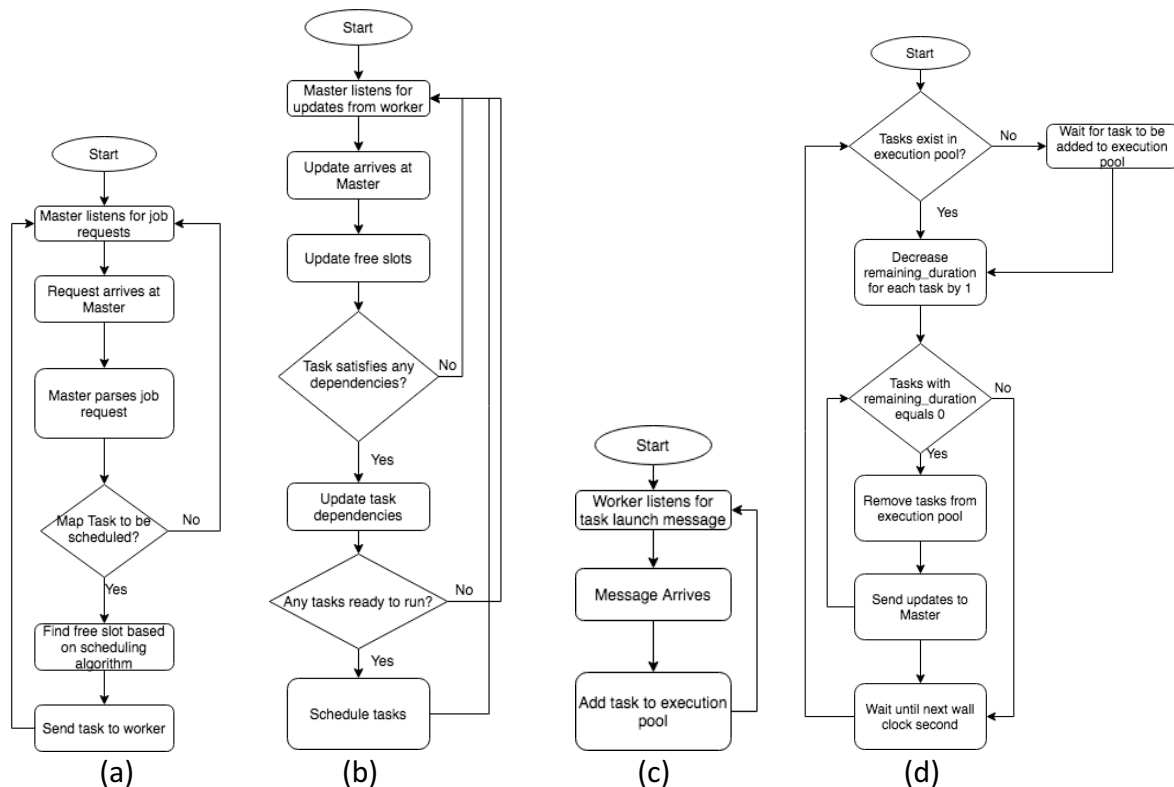 Start
Master listens for job
requests
Request arrives at
Master
Master parses job
request
Map Task to be
scheduled?
No
Yes
Find free slot based
on scheduling
algorithm
Send task to worker
(a)
Start
Master listens for
updates from worker
Update arrives at
Master
Update free slots
Task satisfies any
dependencies?
No
Yes
Update task
dependencies
Any tasks ready to run?
No
Yes
Schedule tasks
(b)
Start
Worker listens for
task launch message
Message Arrives
Add task to execution
pool
(c)
Start
Tasks exist in
execution pool?
No
Wait for task to be
added to execution
pool
Yes
Decrease
remaining_duration
for each task by 1
Tasks with
remaining_duration
equals 0
No
Yes
Remove tasks from
execution pool
Send updates to
Master
Wait until next wall
clock second
(d)